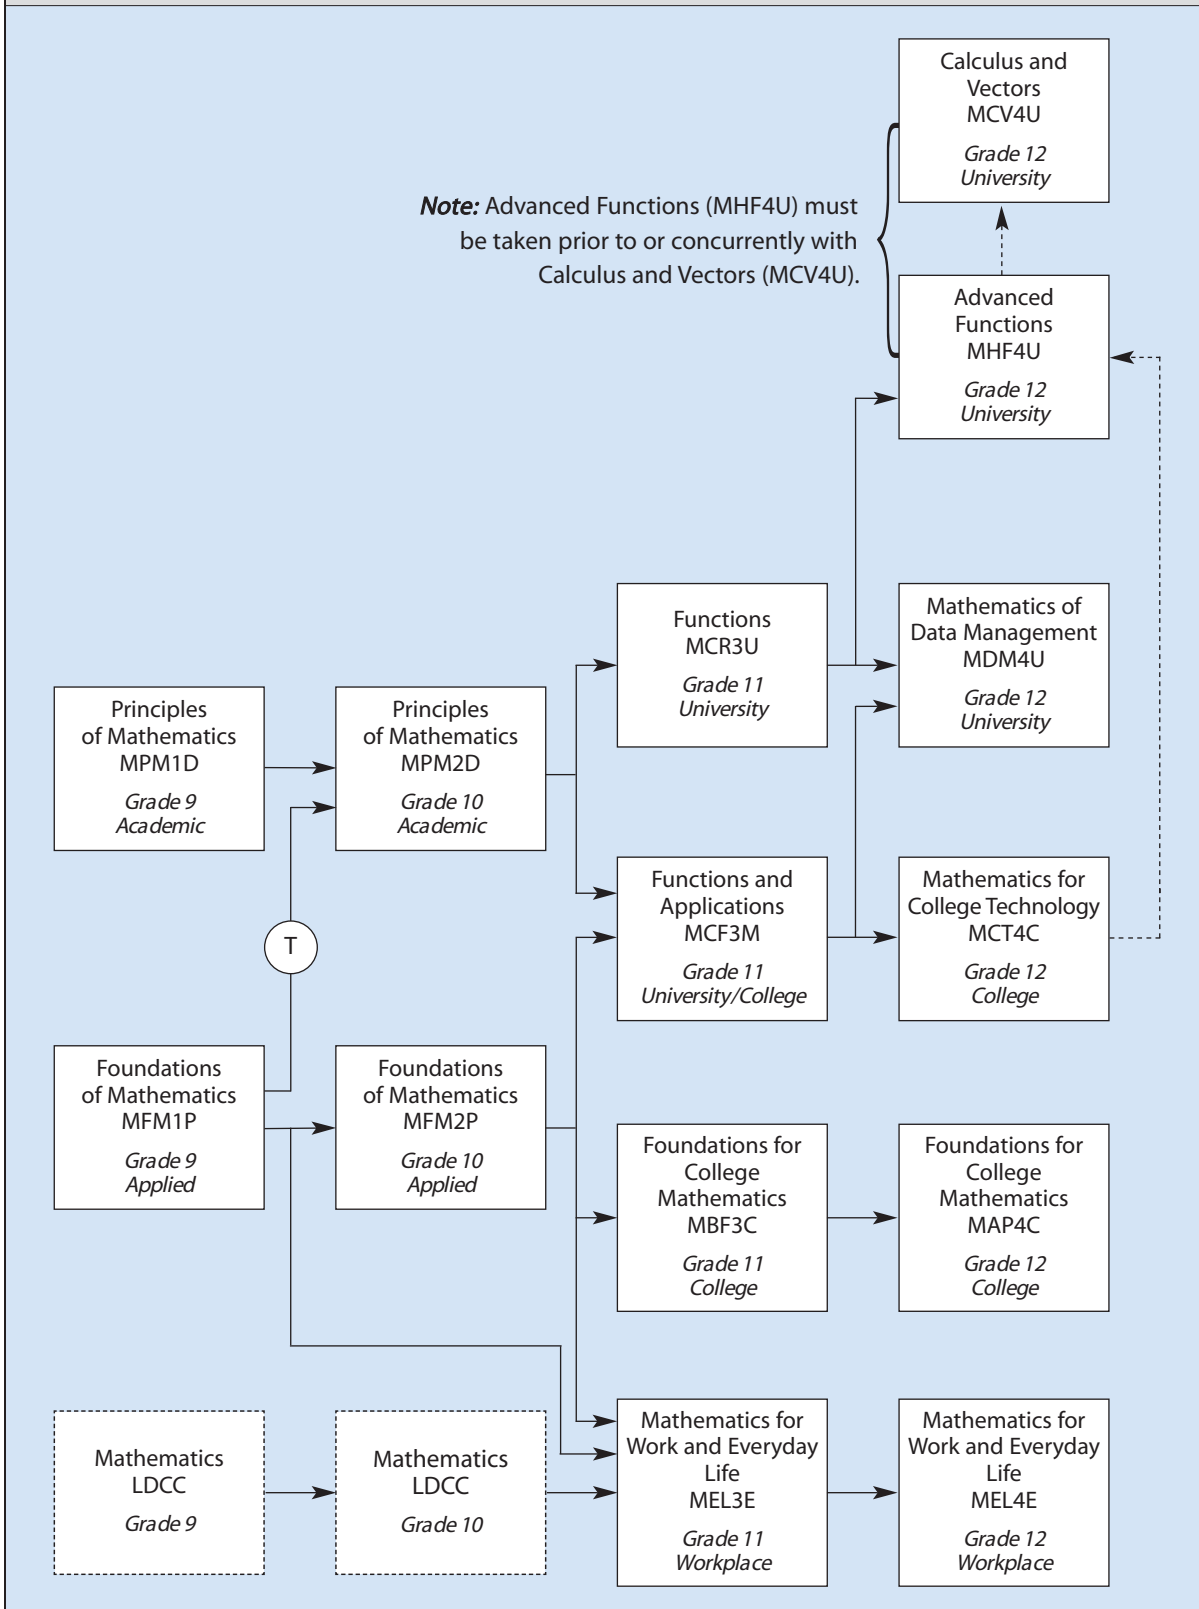 Calculus and
Vectors
MCV4U
Grade 12
University
Note: Advanced Functions (MHF4U) must
be taken prior to or concurrently with
Calculus and Vectors (MCV4U).
Advanced
Functions
MHF4U
Grade 12
University
Functions
MCR3U
Grade 11
University
Mathematics of
Data Management
MDM4U
Grade 12
University
Principles
of Mathematics
MPM1D
Grade 9
Academic
Principles
of Mathematics
MPM2D
Grade 10
Academic
Functions and
Applications
MCF3M
Grade 11
University/College
Mathematics for
College Technology
MCT4C
Grade 12
College
T
Foundations
of Mathematics
MFM1P
Grade 9
Applied
Foundations
of Mathematics
MFM2P
Grade 10
Applied
Foundations for
College
Mathematics
MBF3C
Grade 11
College
Foundations for
College
Mathematics
MAP4C
Grade 12
College
Mathematics
LDCC
Grade 9
Mathematics
LDCC
Grade 10
Mathematics for
Work and Everyday
Life
MEL3E
Grade 11
Workplace
Mathematics for
Work and Everyday
Life
MEL4E
Grade 12
Workplace